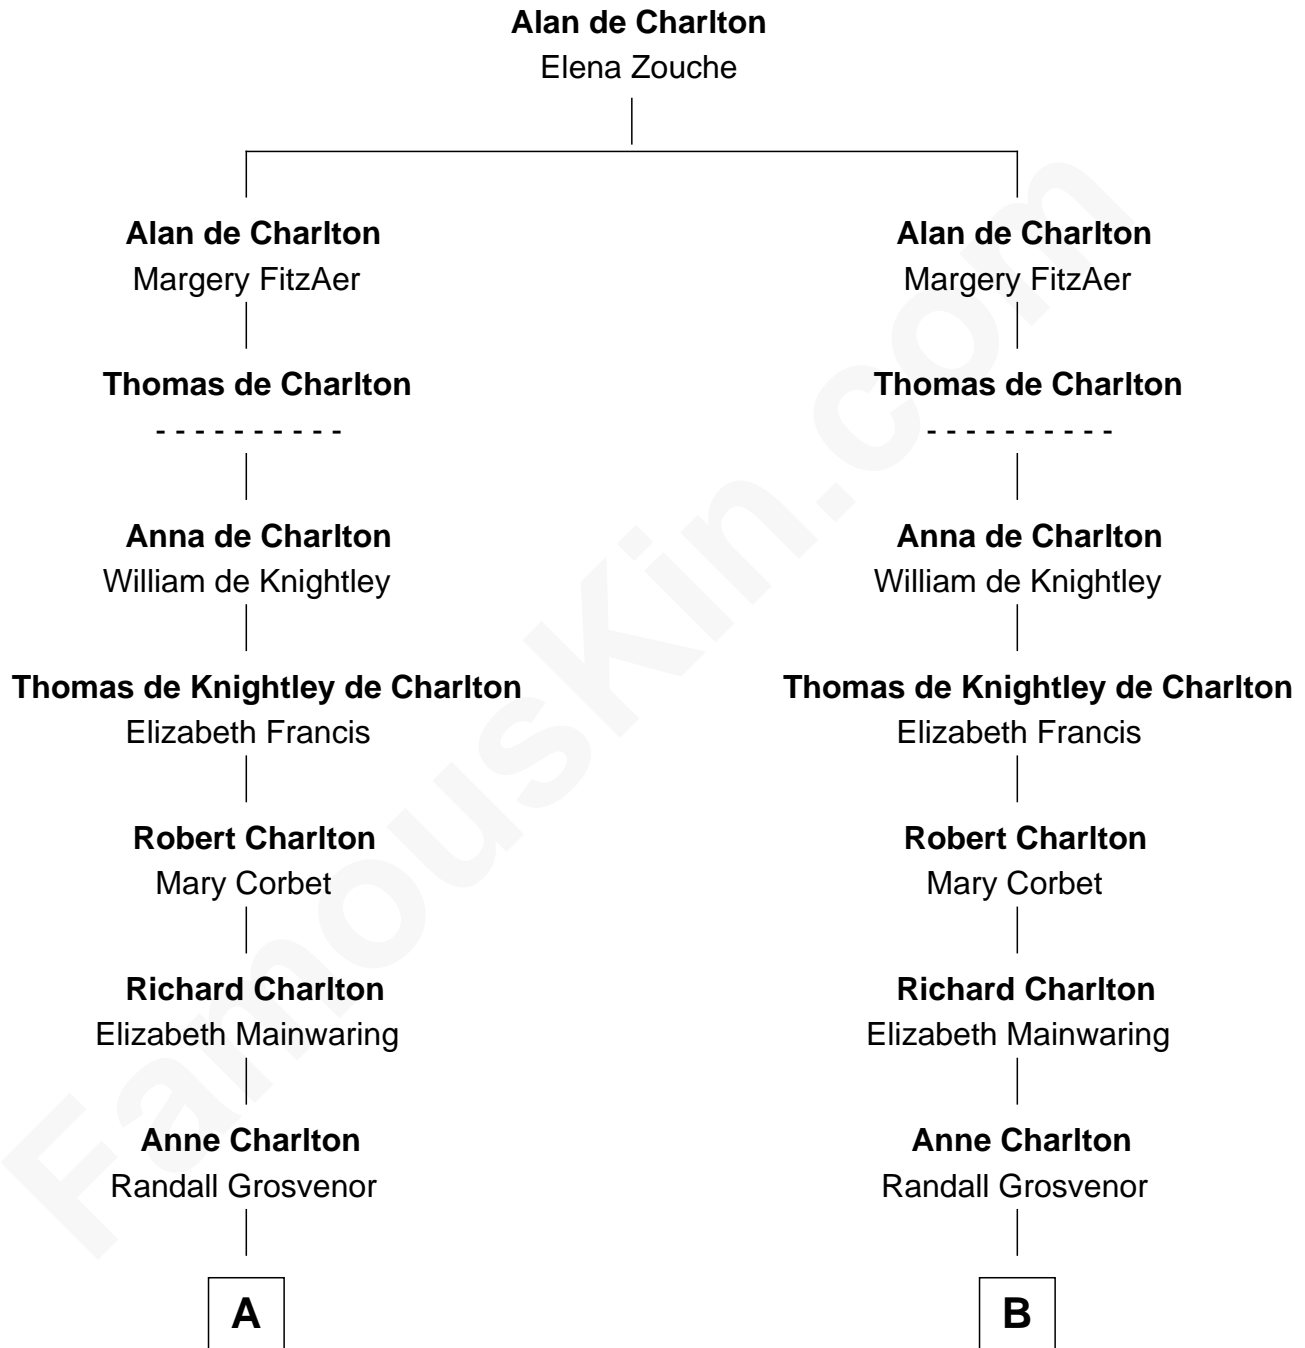 Alan de Charlton
Elena Zouche
Alan de Charlton Alan de Charlton
Margery FitzAer Margery FitzAer
Thomas de Charlton Thomas de Charlton
- - - - - - - - - - - - - - - - - - - -
Anna de Charlton Anna de Charlton
William de Knightley William de Knightley
Thomas de Knightley de Charlton Thomas de Knightley de Charlton
Elizabeth Francis Elizabeth Francis
Robert Charlton Robert Charlton
Mary Corbet Mary Corbet
Richard Charlton Richard Charlton
Elizabeth Mainwaring Elizabeth Mainwaring
Anne Charlton Anne Charlton
Randall Grosvenor Randall Grosvenor
A B
FamousKin.com